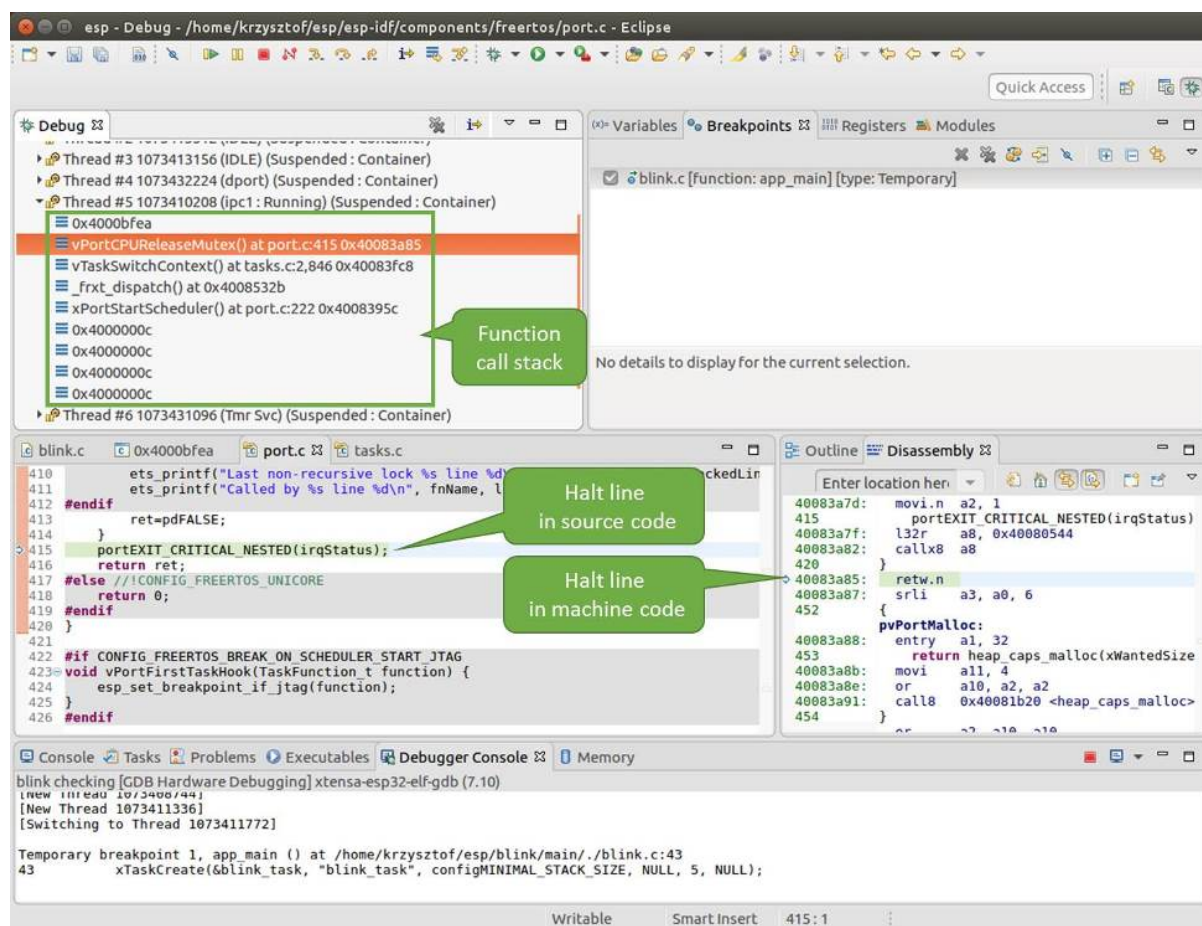 esp - Debug - /home/krzysztof/esp/esp-idf/components/freertos/port.c - Eclipse
Quick Access
Debug
Thread #3 1073413156 (IDLE) (Suspended : Container)
Thread #4 1073432224 (dport) (Suspended : Container)
Thread #5 1073410208 (ipc1 : Running) (Suspended : Container)
0x4000bfea
vPortCPUReleaseMutex() at port.c:415 0x40083a85
vTaskSwitchContext() at tasks.c:2,846 0x40083fc8
_frxt_dispatch() at 0x4008532b
xPortStartScheduler() at port.c:222 0x4008395c
0x4000000c
0x4000000c
0x4000000c
0x4000000c
Thread #6 1073431096 (Tmr Svc) (Suspended : Container)
Function
call stack
(x)= Variables Breakpoints Registers Modules
blink.c [function: app_main] [type: Temporary]
No details to display for the current selection.
blink.c 0x4000bfea port.c tasks.c
410 ets_printf("Last non-recursive lock %s line %d ckedLin
411 ets_printf("Called by %s line %d\n", fnName, l
412 #endif
413 ret=pdFALSE;
414 }
415 portEXIT_CRITICAL_NESTED(irqStatus);
416 return ret;
417 #else //!CONFIG_FREERTOS_UNICORE
418 return 0;
419 #endif
420 }
421
422 #if CONFIG_FREERTOS_BREAK_ON_SCHEDULER_START_JTAG
423 void vPortFirstTaskHook(TaskFunction_t function) {
424 esp_set_breakpoint_if_jtag(function);
425 }
426 #endif
Halt line
in source code
Halt line
in machine code
Outline Disassembly
Enter location her
40083a7d: movi.n a2, 1
415 portEXIT_CRITICAL_NESTED(irqStatus)
40083a7f: l32r a8, 0x40080544
40083a82: callx8 a8
420 }
40083a85: retw.n
40083a87: srli a3, a0, 6
452 {
pvPortMalloc:
40083a88: entry a1, 32
453 return heap_caps_malloc(xWantedSize
40083a8b: movi a11, 4
40083a8e: or a10, a2, a2
40083a91: call8 0x40081b20 <heap_caps_malloc>
454 }
Console Tasks Problems Executables Debugger Console Memory
blink checking [GDB Hardware Debugging] xtensa-esp32-elf-gdb (7.10)
[New Thread 1073408744]
[New Thread 1073411336]
[Switching to Thread 1073411772]
Temporary breakpoint 1, app_main () at /home/krzysztof/esp/blink/main/./blink.c:43
43 xTaskCreate(&blink_task, "blink_task", configMINIMAL_STACK_SIZE, NULL, 5, NULL);
Writable Smart Insert 415 : 1